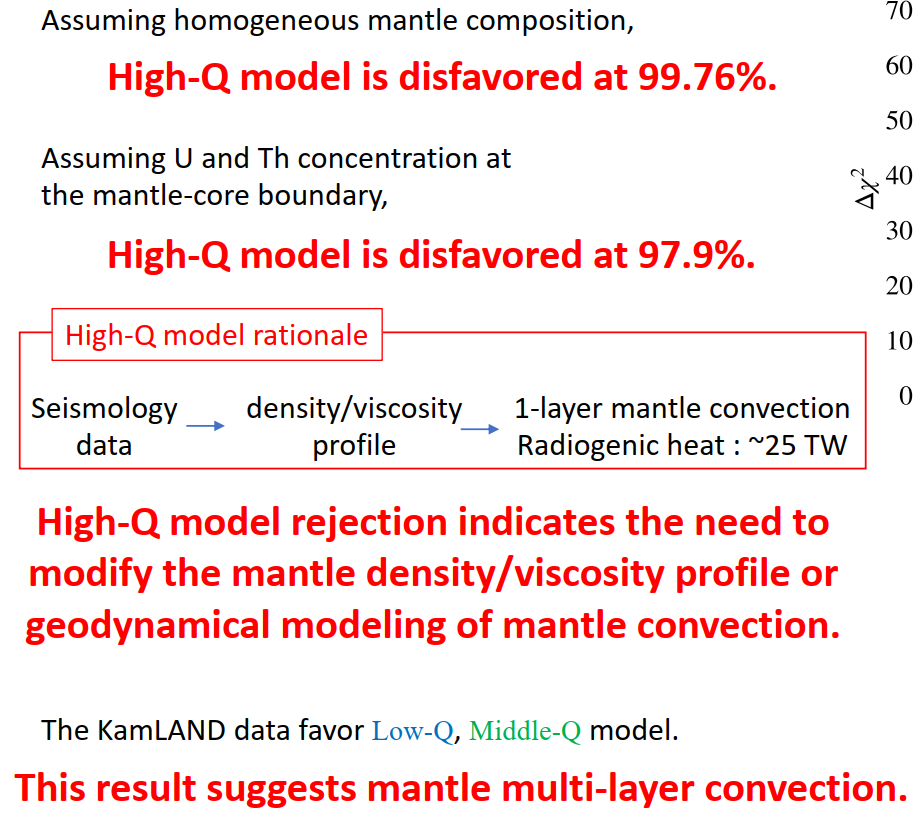 Assuming homogeneous mantle composition,
High-Q model is disfavored at 99.76%.
Assuming U and Th concentration at
the mantle-core boundary,
High-Q model is disfavored at 97.9%.
High-Q model rationale
Seismology
data
density/viscosity
profile
1-layer mantle convection
Radiogenic heat : ~25 TW
High-Q model rejection indicates the need to
modify the mantle density/viscosity profile or
geodynamical modeling of mantle convection.
The KamLAND data favor Low-Q, Middle-Q model.
This result suggests mantle multi-layer convection.
70
60
50
40
30
20
10
0
Δχ²